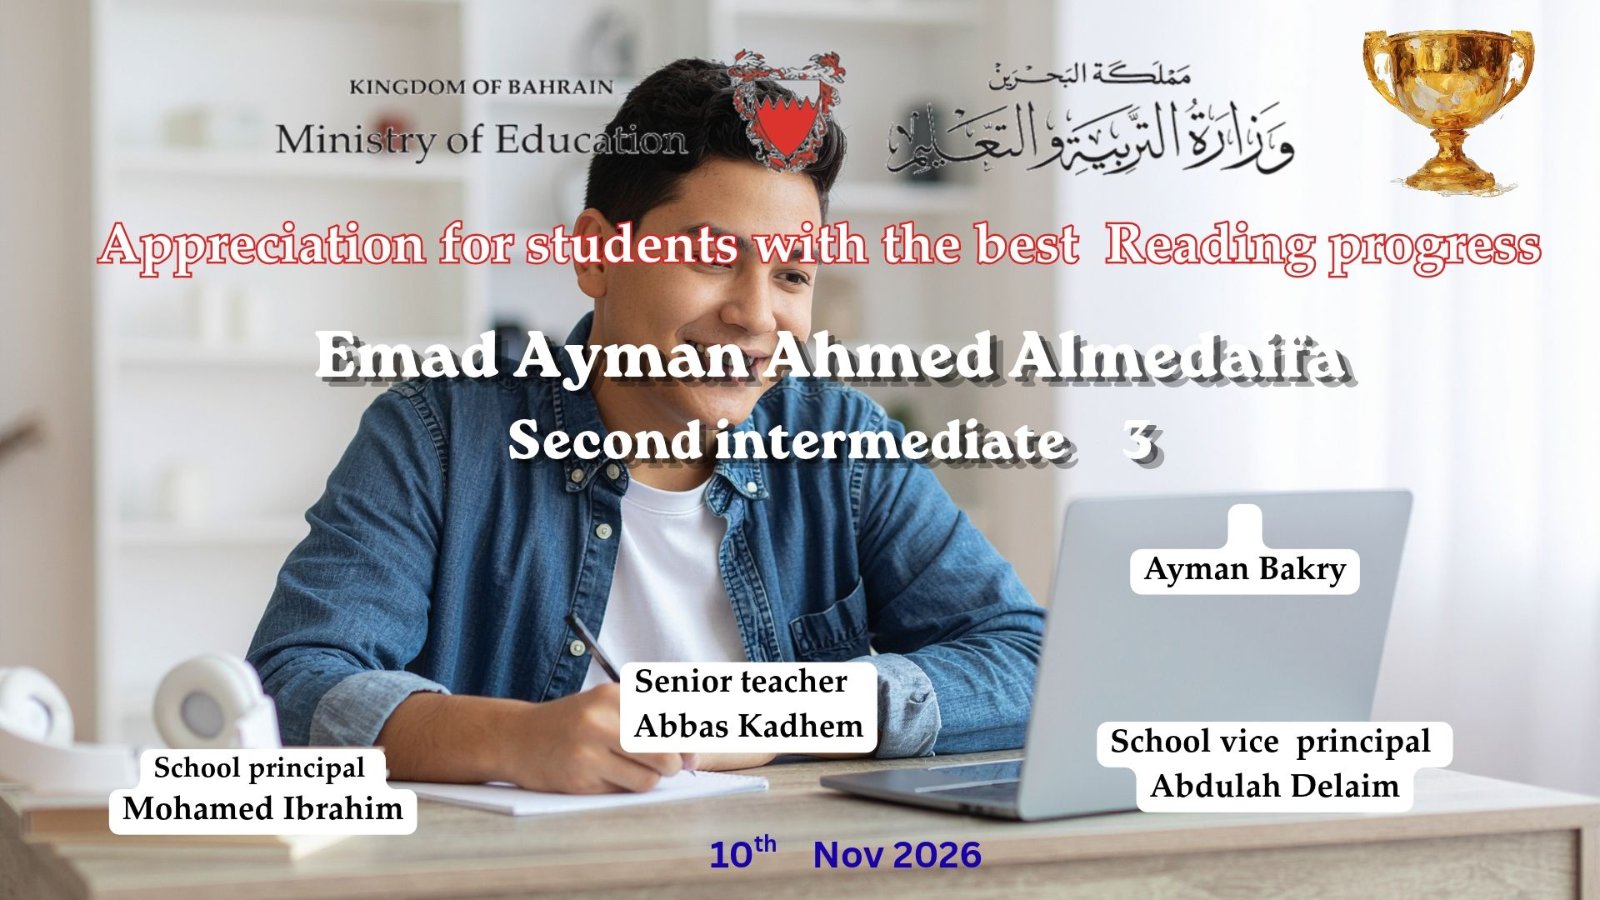 KINGDOM OF BAHRAIN
Ministry of Education
مملكة البحرين
وزارة التربية والتعليم
Appreciation for students with the best Reading progress
Emad Ayman Ahmed Almedaifa
Second intermediate 3
Ayman Bakry
Senior teacher
Abbas Kadhem
School vice principal
Abdulah Delaim
School principal
Mohamed Ibrahim
10th Nov 2026